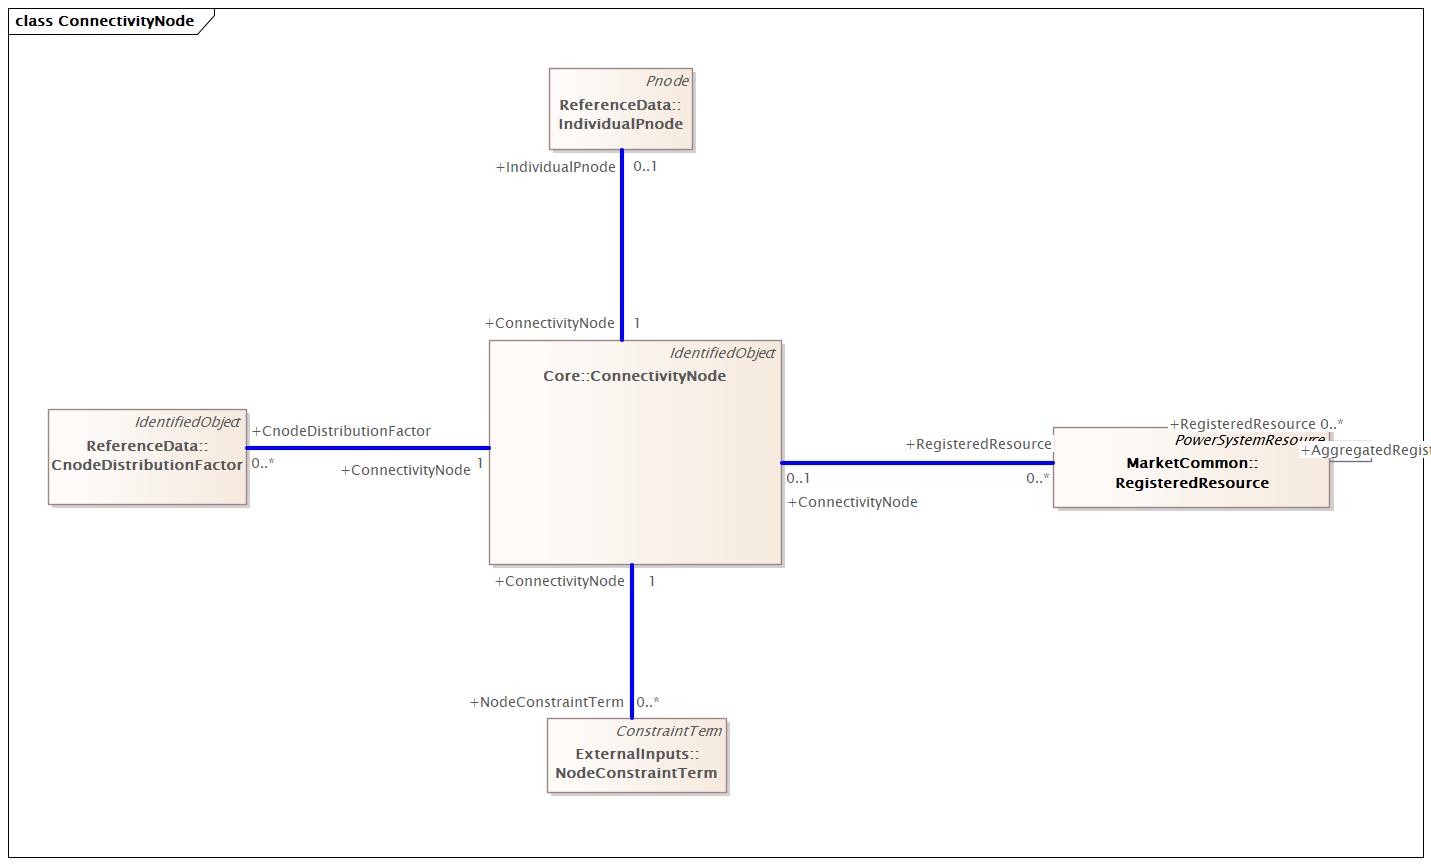 class ConnectivityNode
Pnode
ReferenceData::
IndividualPnode
+IndividualPnode
0..1
+ConnectivityNode
1
IdentifiedObject
Core::ConnectivityNode
IdentifiedObject
ReferenceData::
CnodeDistributionFactor
+CnodeDistributionFactor
0..*
+ConnectivityNode
1
+RegisteredResource
0..1
0..*
+ConnectivityNode
+RegisteredResource 0..*
PowerSystemResource
+AggregatedRegist
MarketCommon::
RegisteredResource
+ConnectivityNode
1
+NodeConstraintTerm
0..*
ConstraintTerm
ExternalInputs::
NodeConstraintTerm